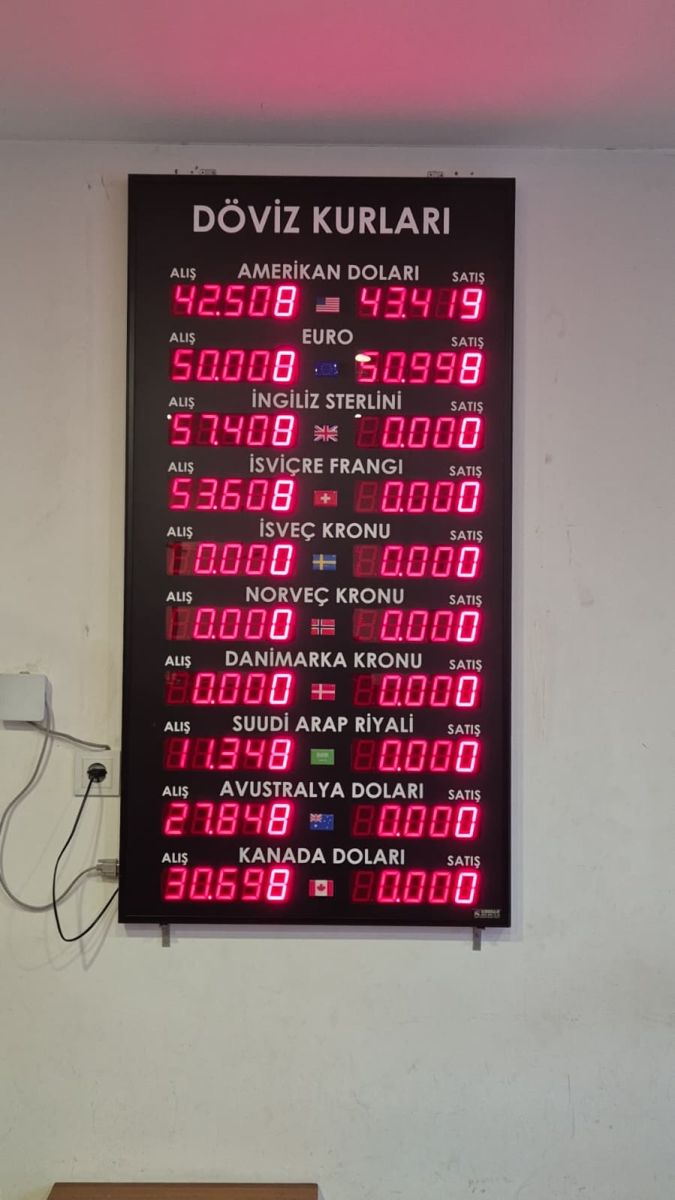 DÖVİZ KURLARI
ALIŞ AMERİKAN DOLARI SATIŞ
42.508 43.419
ALIŞ EURO SATIŞ
50.008 50.998
ALIŞ İNGİLİZ STERLİNİ SATIŞ
57.408 0.000
ALIŞ İSVİÇRE FRANGI SATIŞ
53.608 0.000
ALIŞ İSVEÇ KRONU SATIŞ
0.000 0.000
ALIŞ NORVEÇ KRONU SATIŞ
0.000 0.000
ALIŞ DANİMARKA KRONU SATIŞ
0.000 0.000
ALIŞ SUUDİ ARAP RİYALİ SATIŞ
11.348 0.000
ALIŞ AVUSTRALYA DOLARI SATIŞ
27.848 0.000
ALIŞ KANADA DOLARI SATIŞ
30.698 0.000